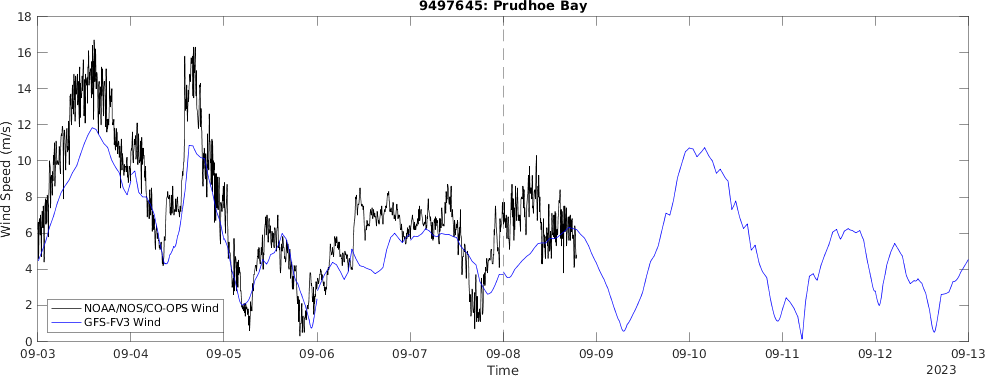 9497645: Prudhoe Bay
18
16
14
12
10
8
6
4
2
0
Wind Speed (m/s)
NOAA/NOS/CO-OPS Wind
GFS-FV3 Wind
09-03 09-04 09-05 09-06 09-07 09-08 09-09 09-10 09-11 09-12 09-13
Time
2023